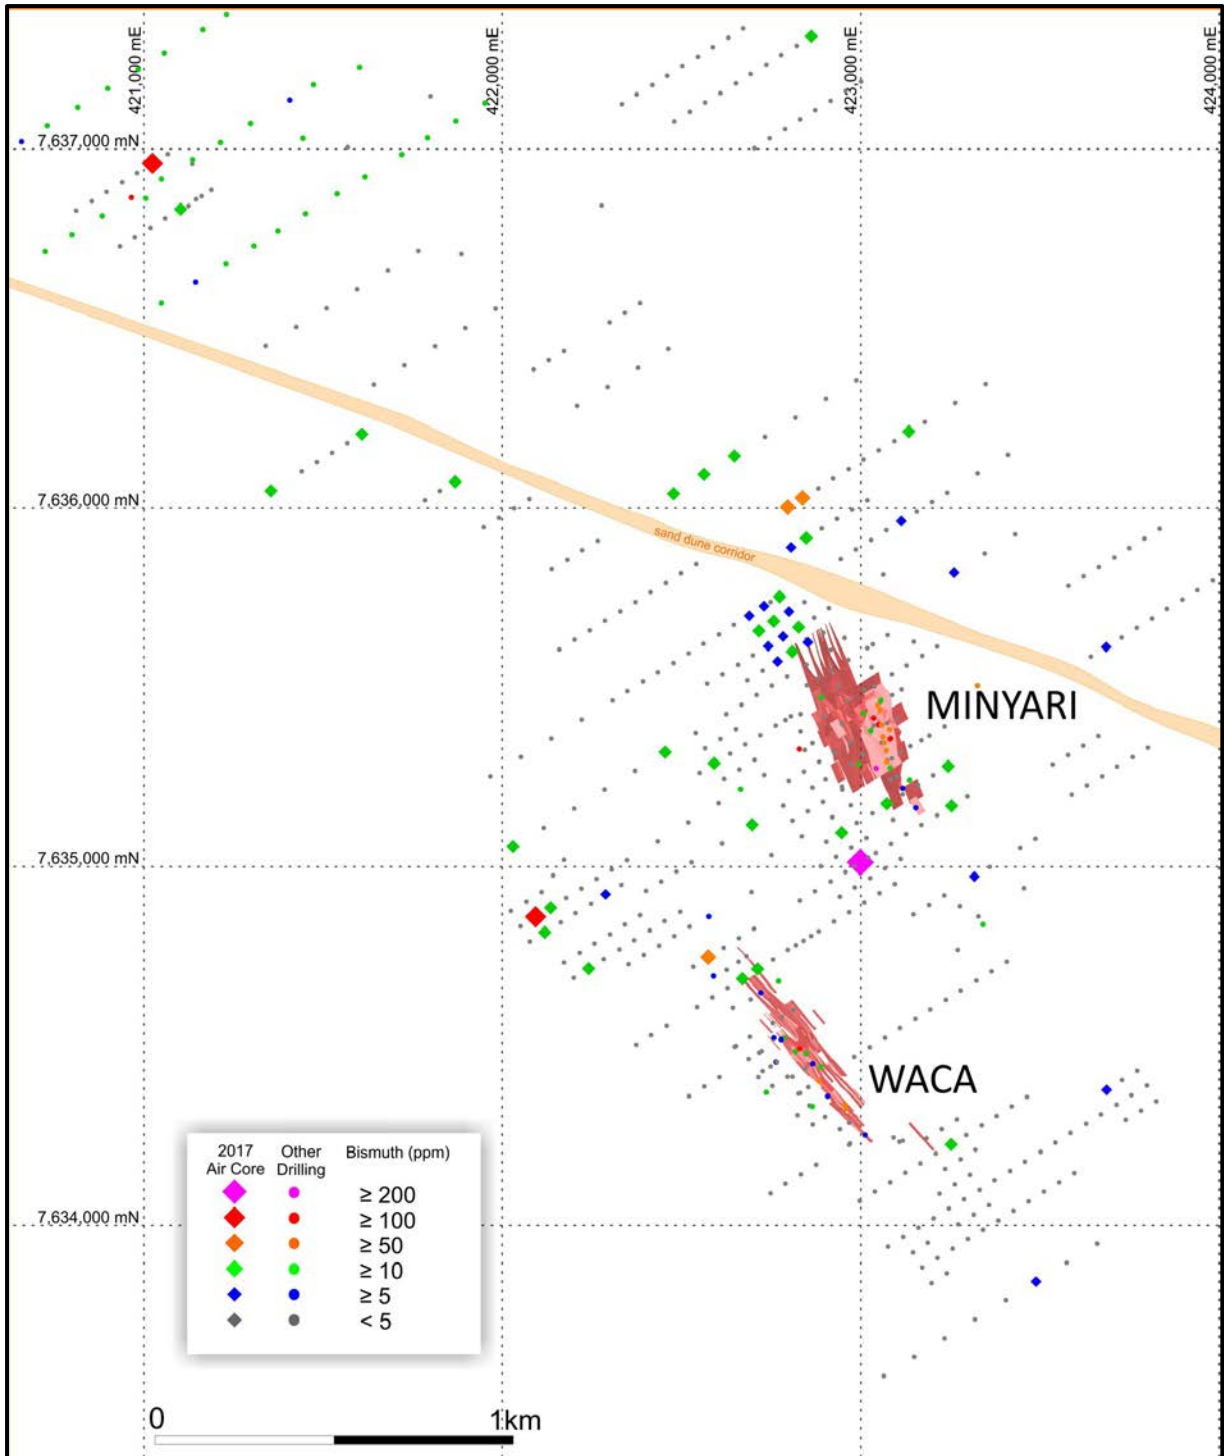 421,000 mE
422,000 mE
423,000 mE
424,000 mE
7,637,000 mN
7,636,000 mN
sand dune corridor
MINYARI
7,635,000 mN
WACA
2017
Air Core
Other
Drilling
Bismuth (ppm)
≥ 200
≥ 100
≥ 50
≥ 10
≥ 5
< 5
7,634,000 mN
0
1km